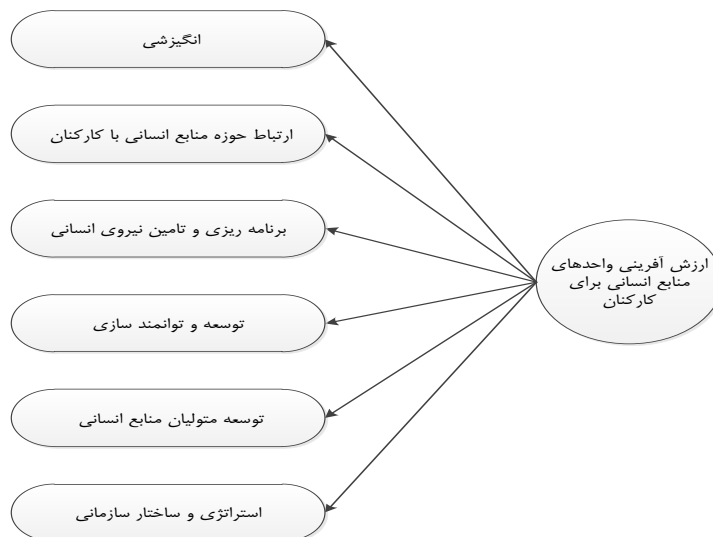 انگیزشی
ارتباط حوزه منابع انسانی با کارکنان
برنامه ریزی و تامین نیروی انسانی
توسعه و توانمند سازی
توسعه متولیان منابع انسانی
استراتژی و ساختار سازمانی
ارزش آفرینی واحدهای
منابع انسانی برای
کارکنان